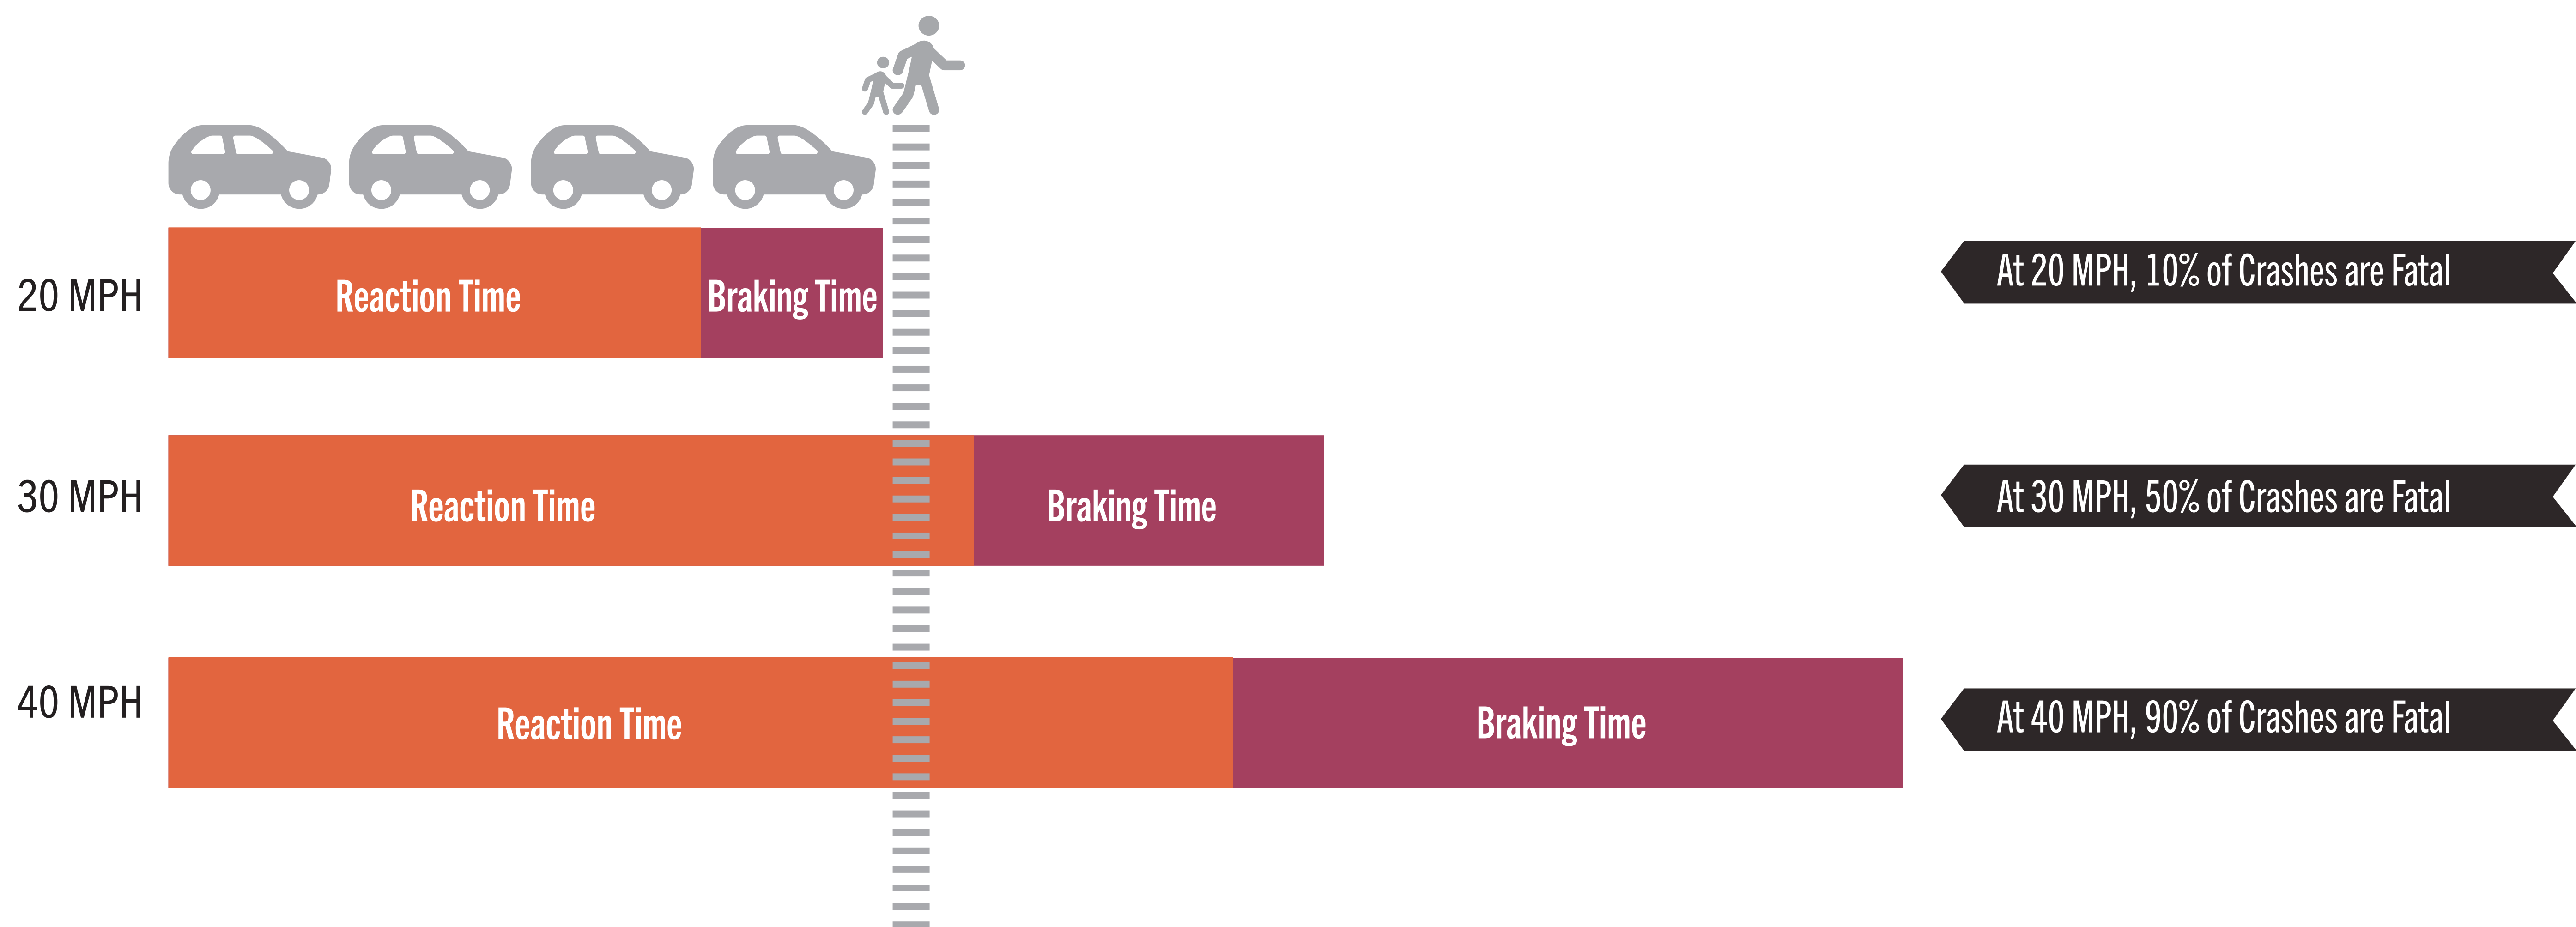 20 MPH
Reaction Time
Braking Time
At 20 MPH, 10% of Crashes are Fatal
30 MPH
Reaction Time
Braking Time
At 30 MPH, 50% of Crashes are Fatal
40 MPH
Reaction Time
Braking Time
At 40 MPH, 90% of Crashes are Fatal